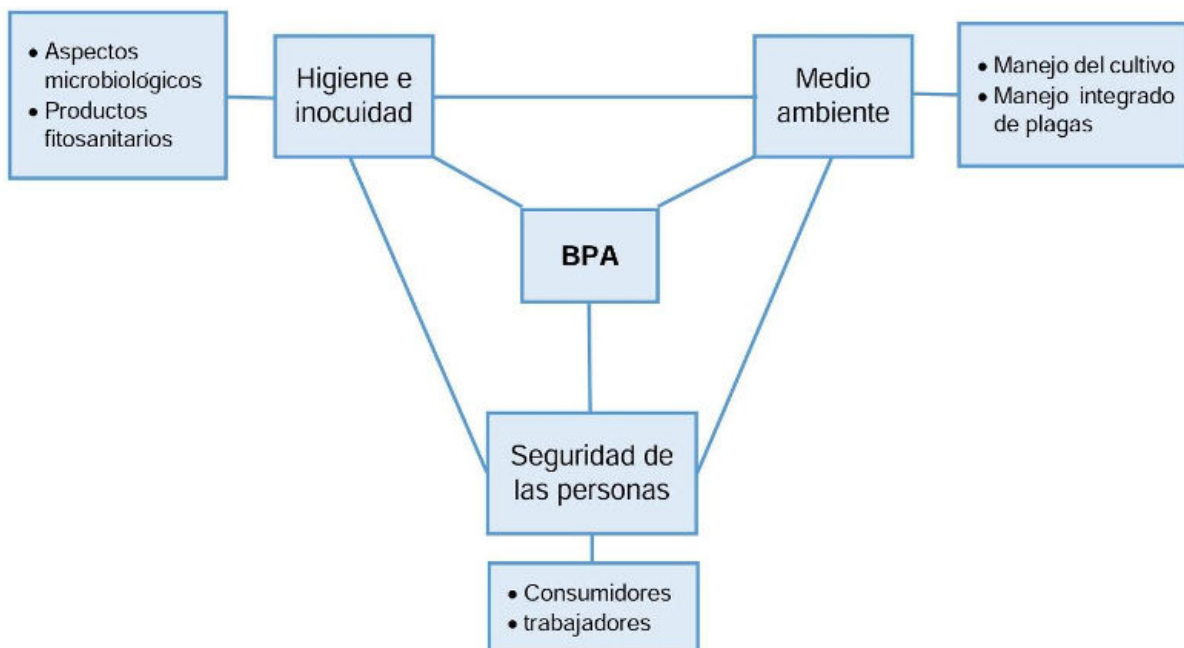 • Aspectos
microbiológicos
• Productos
fitosanitarios
Higiene e
inocuidad
Medio
ambiente
• Manejo del cultivo
• Manejo integrado
de plagas
BPA
Seguridad de
las personas
• Consumidores
• trabajadores